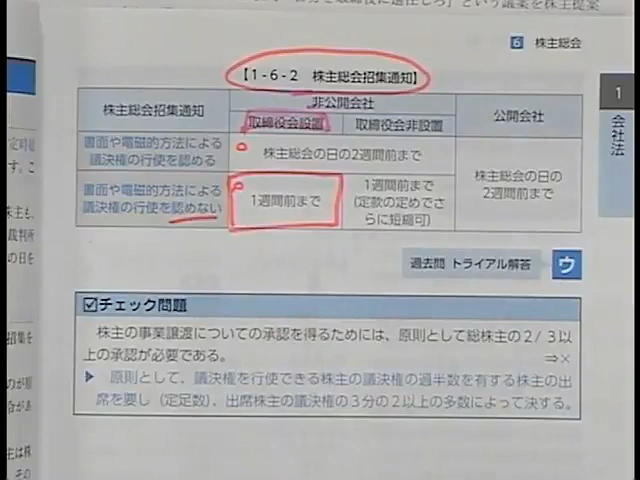 」という議案を株主提案
6 株主総会
【1-6-2 株主総会招集通知】
株主総会招集通知
非公開会社
公開会社
取締役会設置
取締役会非設置
書面や電磁的方法による
議決権の行使を認める
株主総会の日の2週間前まで
株主総会の日の
2週間前まで
書面や電磁的方法による
議決権の行使を認めない
1週間前まで
1週間前まで
(定款の定めでさ
らに短縮可)
1
会社法
過去問 トライアル解答
ウ
チェック問題
株主の事業譲渡についての承認を得るためには、原則として総株主の2/3以
上の承認が必要である。 ⇒×
▶ 原則として、議決権を行使できる株主の議決権の過半数を有する株主の出
席を要し(定足数)、出席株主の議決権の3分の2以上の多数によって決する。